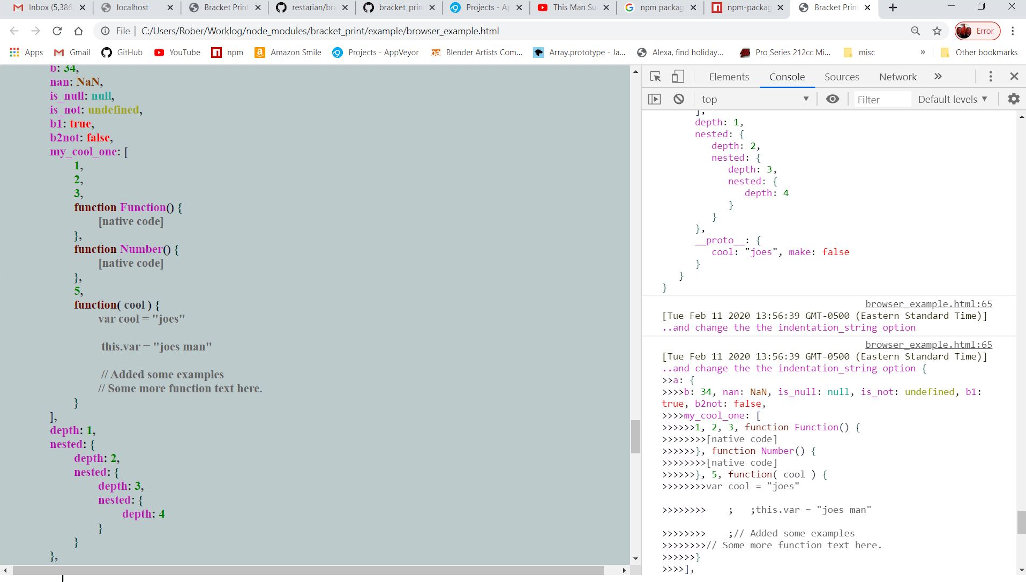 Inbox (5,386
localhost
Bracket Print
testarian/bra
bracket_print
Projects - Ap
This Man Su
npm packag
npm-packag
Bracket Print
File | C:/Users/Rober/Worklog/node_modules/bracket_print/example/browser_example.html
Error
Apps
Gmail
GitHub
YouTube
npm
Amazon Smile
Projects - AppVeyor
Blender Artists Com...
Array.prototype - Ja...
Alexa, find holiday...
Pro Series 212cc Mi...
misc
»
Other bookmarks
b: 34,
nan: NaN,
is_null: null,
is_not: undefined,
b1: true,
b2not: false,
my_cool_one: [
1,
2,
3,
function Function() {
[native code]
},
function Number() {
[native code]
},
5,
function( cool ) {
var cool = "joes"
this.var = "joes man"
// Added some examples
// Some more function text here.
}
],
depth: 1,
nested: {
depth: 2,
nested: {
depth: 3,
nested: {
depth: 4
}
}
},
Elements
Console
Sources
Network
»
top
Filter
Default levels
],
depth: 1,
nested: {
depth: 2,
nested: {
depth: 3,
nested: {
depth: 4
}
}
},
__proto__: {
cool: "joes", make: false
}
}
}
browser_example.html:65
[Tue Feb 11 2020 13:56:39 GMT-0500 (Eastern Standard Time)]
..and change the the indentation_string option
browser_example.html:65
[Tue Feb 11 2020 13:56:39 GMT-0500 (Eastern Standard Time)]
..and change the the indentation_string option {
>>a: {
>>>>b: 34, nan: NaN, is_null: null, is_not: undefined, b1:
true, b2not: false,
>>>>my_cool_one: [
>>>>>>1, 2, 3, function Function() {
>>>>>>>>[native code]
>>>>>>}, function Number() {
>>>>>>>>[native code]
>>>>>>}, 5, function( cool ) {
>>>>>>>>var cool = "joes"
>>>>>>>>    ;   ;this.var = "joes man"
>>>>>>>>    ;// Added some examples
>>>>>>>>// Some more function text here.
>>>>>>}
>>>>],